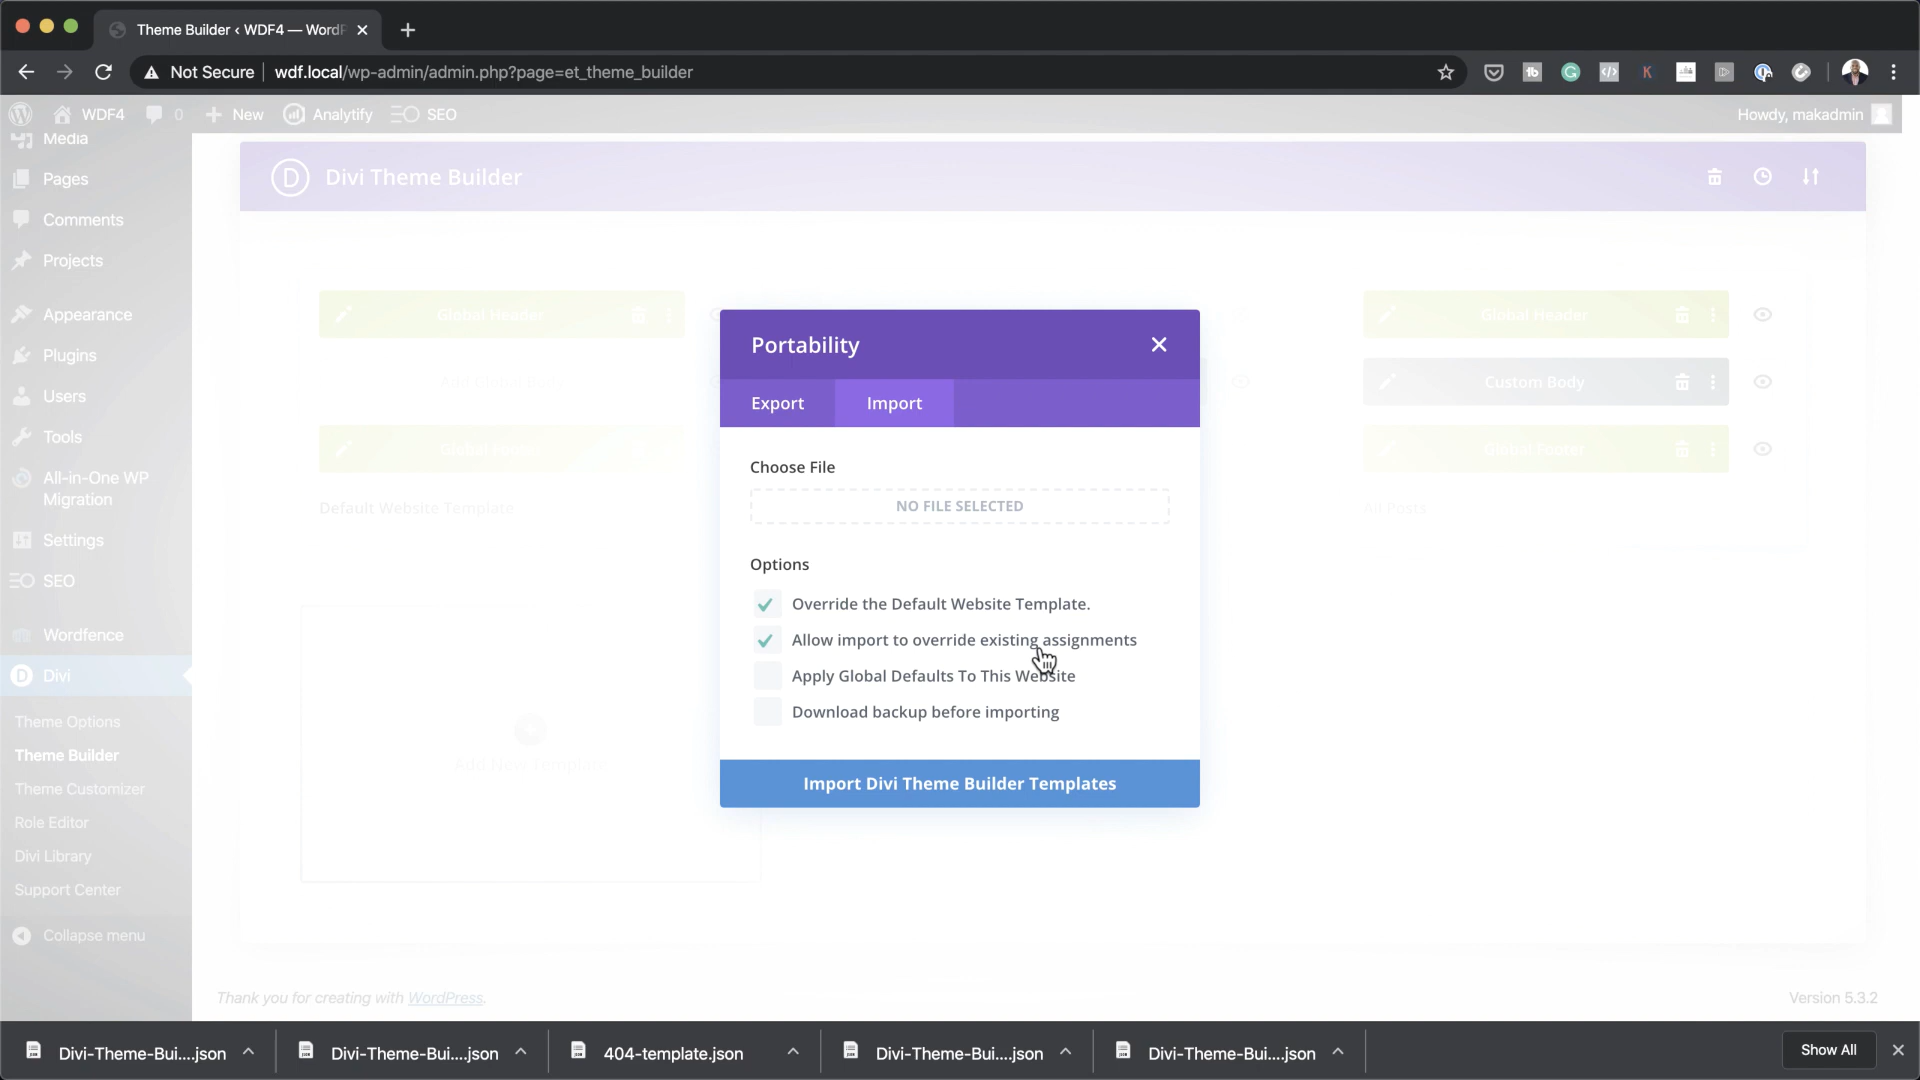 Theme Builder ‹ WDF4 — WordP
Not Secure
wdf.local/wp-admin/admin.php?page=et_theme_builder
WDF4
0
New
Analytify
SEO
Howdy, makadmin
Media
Pages
Comments
Projects
Appearance
Plugins
Users
Tools
All-in-One WP
Migration
Settings
SEO
Wordfence
Divi
Theme Options
Theme Builder
Theme Customizer
Role Editor
Divi Library
Support Center
Collapse menu
Divi Theme Builder
Global Header
Add Global Body
Global Footer
Default Website Template
Global Header
Custom Body
Global Footer
All Posts
Add New Template
Portability
Export
Import
Choose File
NO FILE SELECTED
Options
Override the Default Website Template.
Allow import to override existing assignments
Apply Global Defaults To This Website
Download backup before importing
Import Divi Theme Builder Templates
Thank you for creating with WordPress.
Version 5.3.2
Divi-Theme-Bui....json
Divi-Theme-Bui....json
404-template.json
Divi-Theme-Bui....json
Divi-Theme-Bui....json
Show All